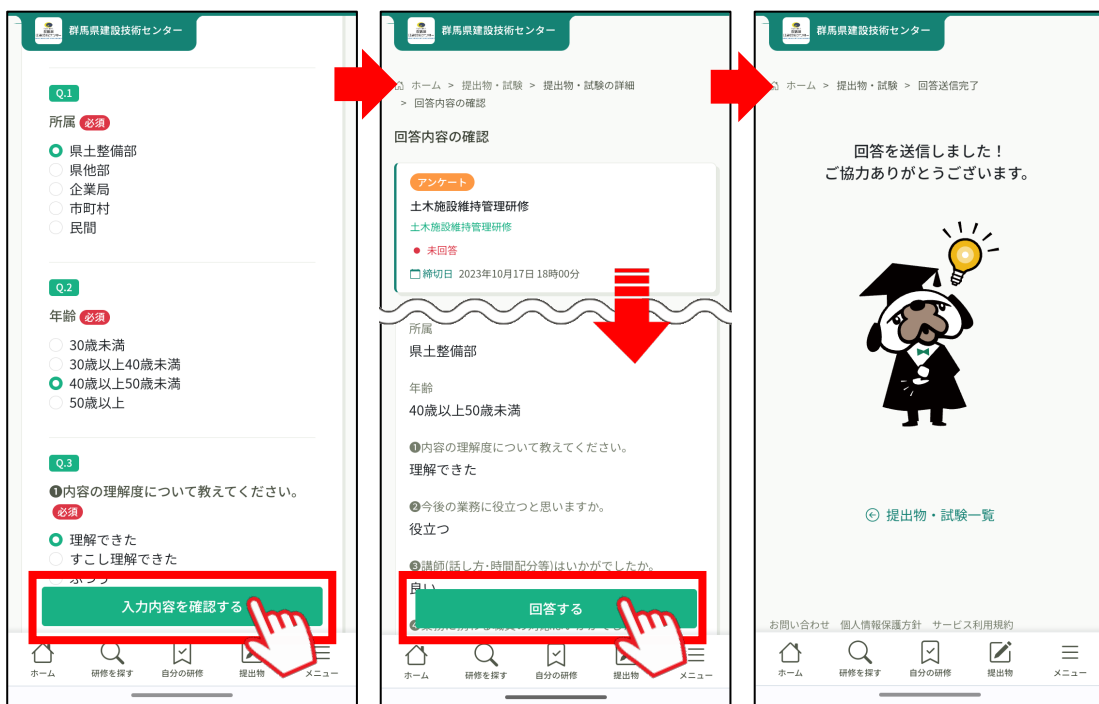 群馬県建設技術センター
Q.1
所属 必須
県土整備部
県他部
企業局
市町村
民間
Q.2
年齢 必須
30歳未満
30歳以上40歳未満
40歳以上50歳未満
50歳以上
Q.3
❶内容の理解度について教えてください。
必須
理解できた
すこし理解できた
ふつう
入力内容を確認する
ホーム 研修を探す 自分の研修 提出物 メニュー
群馬県建設技術センター
ホーム > 提出物・試験 > 提出物・試験の詳細
> 回答内容の確認
回答内容の確認
アンケート
土木施設維持管理研修
土木施設維持管理研修
未回答
締切日 2023年10月17日 18時00分
所属
県土整備部
年齢
40歳以上50歳未満
❶内容の理解度について教えてください。
理解できた
❷今後の業務に役立つと思いますか。
役立つ
❸講師(話し方・時間配分等)はいかがでしたか。
良い
回答する
ホーム 研修を探す 自分の研修 提出物 メニュー
群馬県建設技術センター
ホーム > 提出物・試験 > 回答送信完了
回答を送信しました！
ご協力ありがとうございます。
提出物・試験一覧
お問い合わせ 個人情報保護方針 サービス利用規約
ホーム 研修を探す 自分の研修 提出物 メニュー